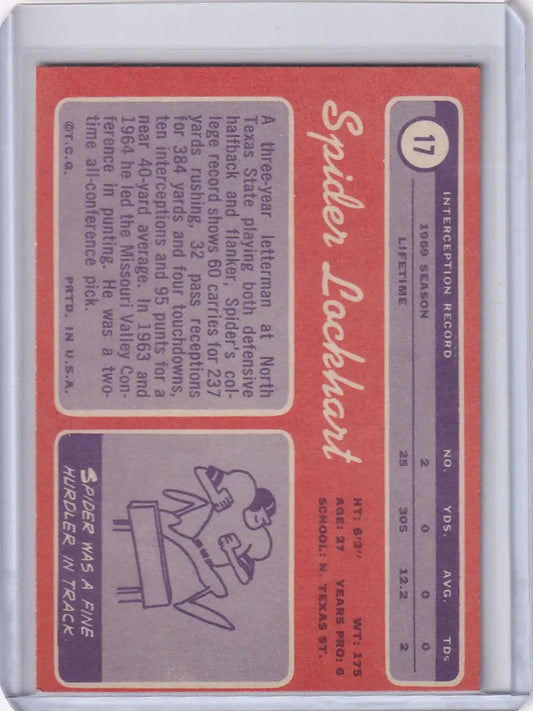 17
INTERCEPTION RECORD NO. YDS. AVG. TDs
1969 SEASON 2 0 0 0
LIFETIME 25 305 12.2 2
Spider Lockhart
HT: 6'2" WT: 175
AGE: 27 YEARS PRO: 6
SCHOOL: N. TEXAS ST.
A three-year letterman at North
Texas State playing both defensive
halfback and flanker, Spider's col-
lege record shows 60 carries for 237
yards rushing, 32 pass receptions
for 384 yards and four touchdowns,
ten interceptions and 95 punts for a
near 40-yard average. In 1963 and
1964 he led the Missouri Valley Con-
ference in punting. He was a two-
time all-conference pick.
©T.C.G. PRTD. IN U.S.A.
SPIDER WAS A FINE
HURDLER IN TRACK.